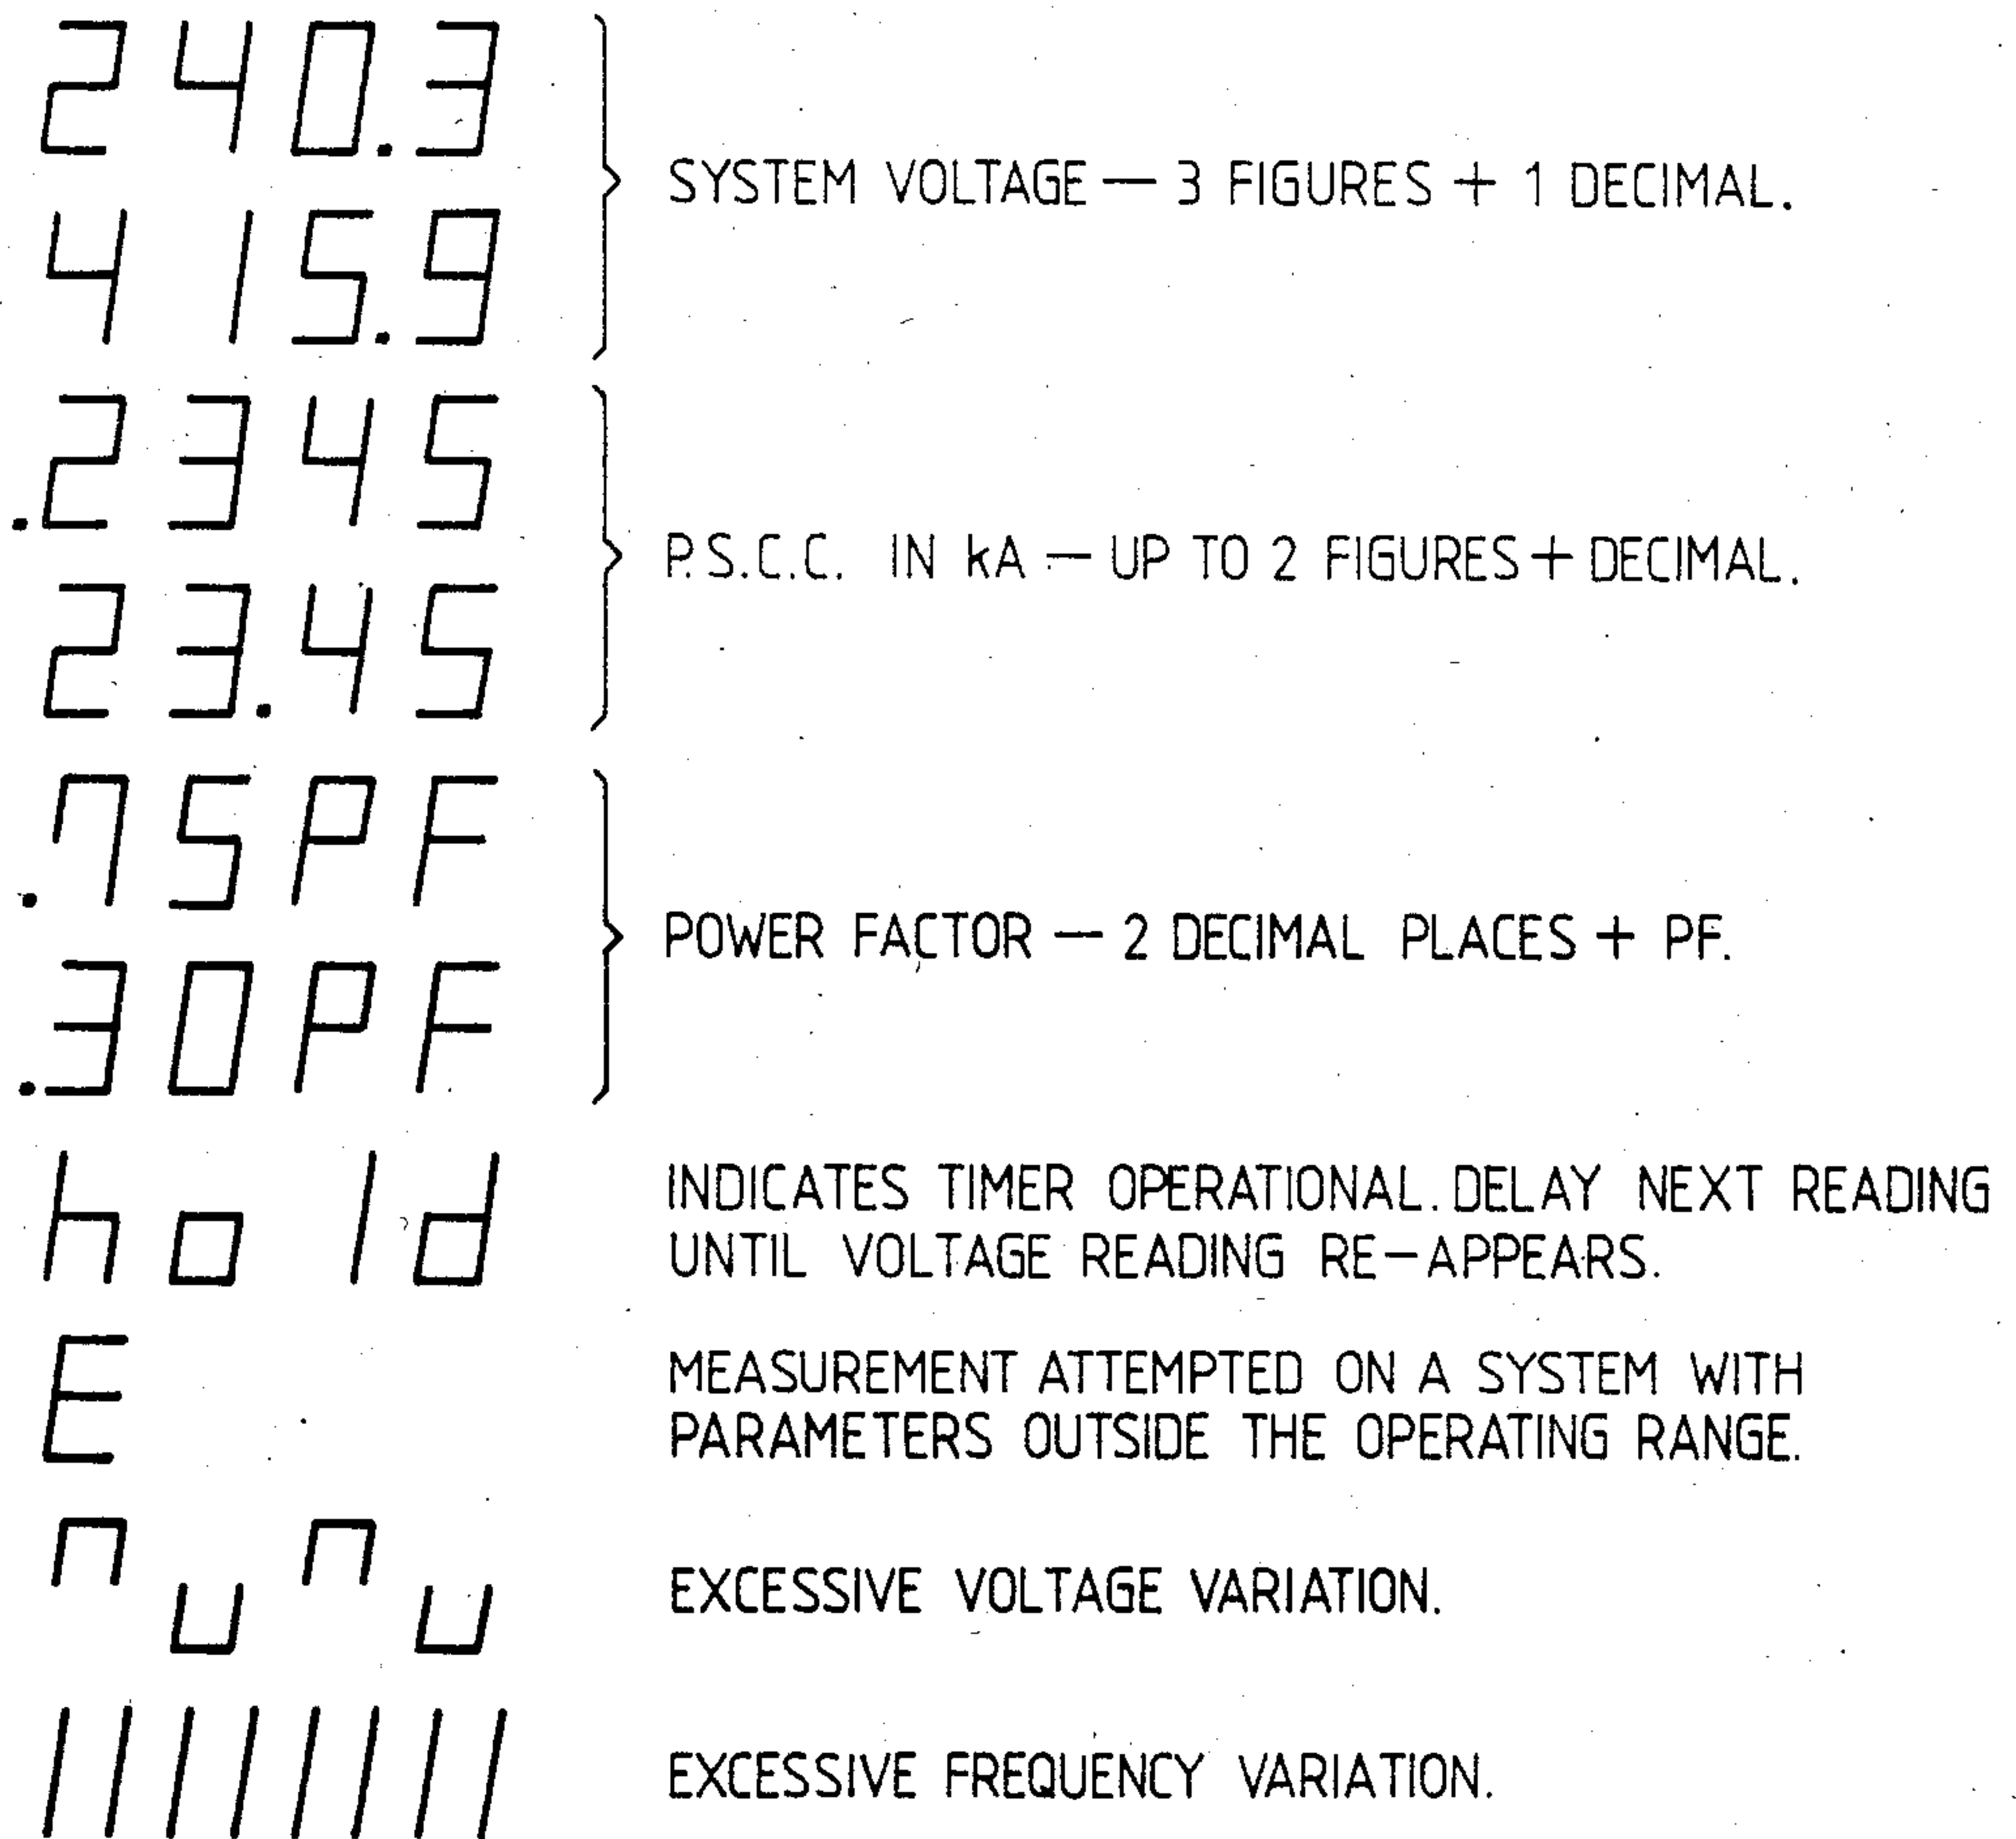 240.3
SYSTEM VOLTAGE — 3 FIGURES + 1 DECIMAL.
415.9
.2345
P.S.C.C. IN kA — UP TO 2 FIGURES + DECIMAL.
23.45
.75PF
POWER FACTOR — 2 DECIMAL PLACES + PF.
.30PF
hold
INDICATES TIMER OPERATIONAL. DELAY NEXT READING
UNTIL VOLTAGE READING RE-APPEARS.
E
MEASUREMENT ATTEMPTED ON A SYSTEM WITH
PARAMETERS OUTSIDE THE OPERATING RANGE.
nunu
EXCESSIVE VOLTAGE VARIATION.
11111111
EXCESSIVE FREQUENCY VARIATION.